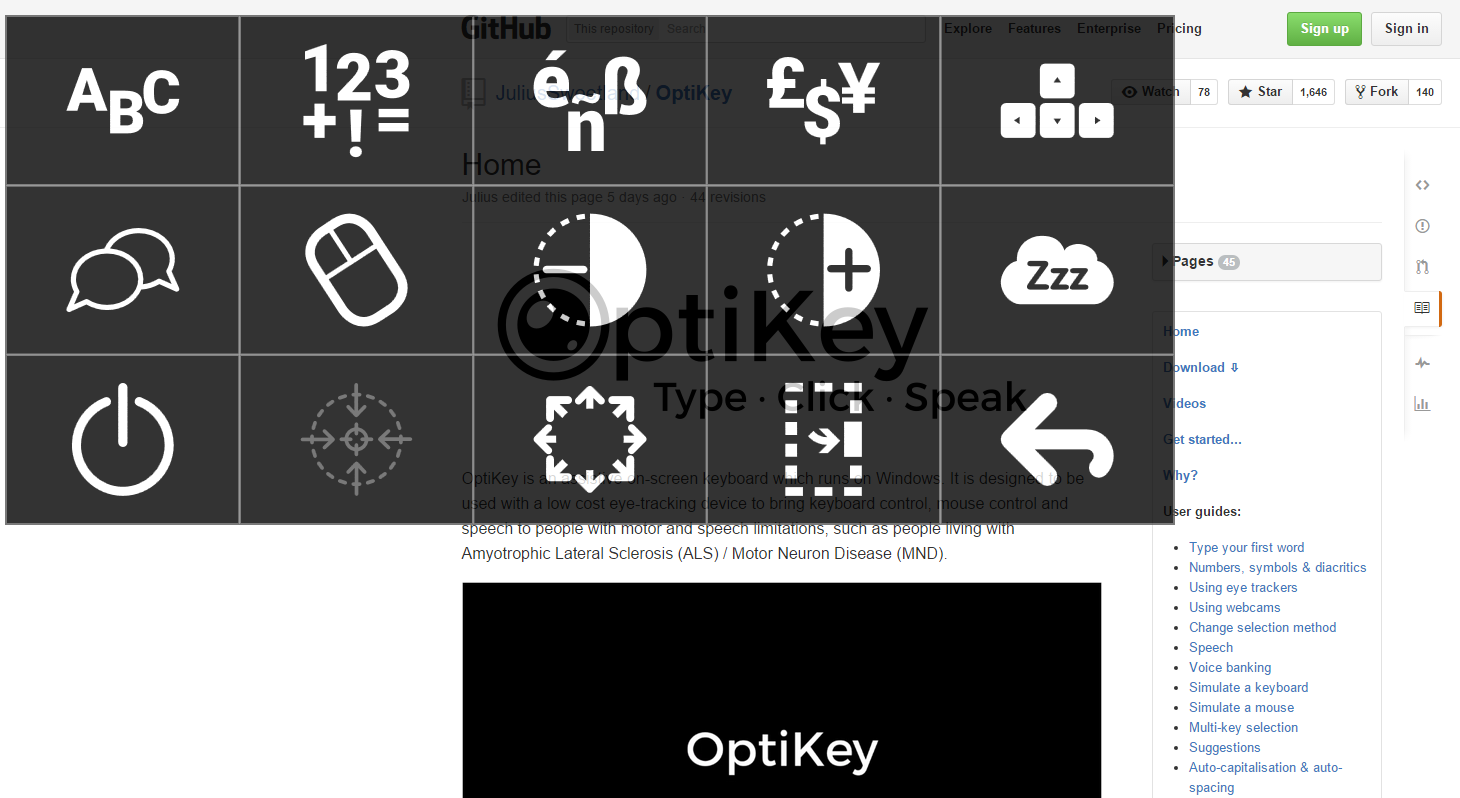 GitHub This repository Search Explore Features Enterprise Pricing Sign up Sign in
JuliusSweetland / OptiKey Watch 78 Star 1,646 Fork 140
ABC
123
+!=
éßñ
£$¥
Home
Julius edited this page 5 days ago · 44 revisions
Zzz
OptiKey
Type · Click · Speak
OptiKey is an assistive on-screen keyboard which runs on Windows. It is designed to be
used with a low cost eye-tracking device to bring keyboard control, mouse control and
speech to people with motor and speech limitations, such as people living with
Amyotrophic Lateral Sclerosis (ALS) / Motor Neuron Disease (MND).
OptiKey
Pages 45
Home
Download ⇩
Videos
Get started...
Why?
User guides:
Type your first word
Numbers, symbols & diacritics
Using eye trackers
Using webcams
Change selection method
Speech
Voice banking
Simulate a keyboard
Simulate a mouse
Multi-key selection
Suggestions
Auto-capitalisation & auto-
spacing